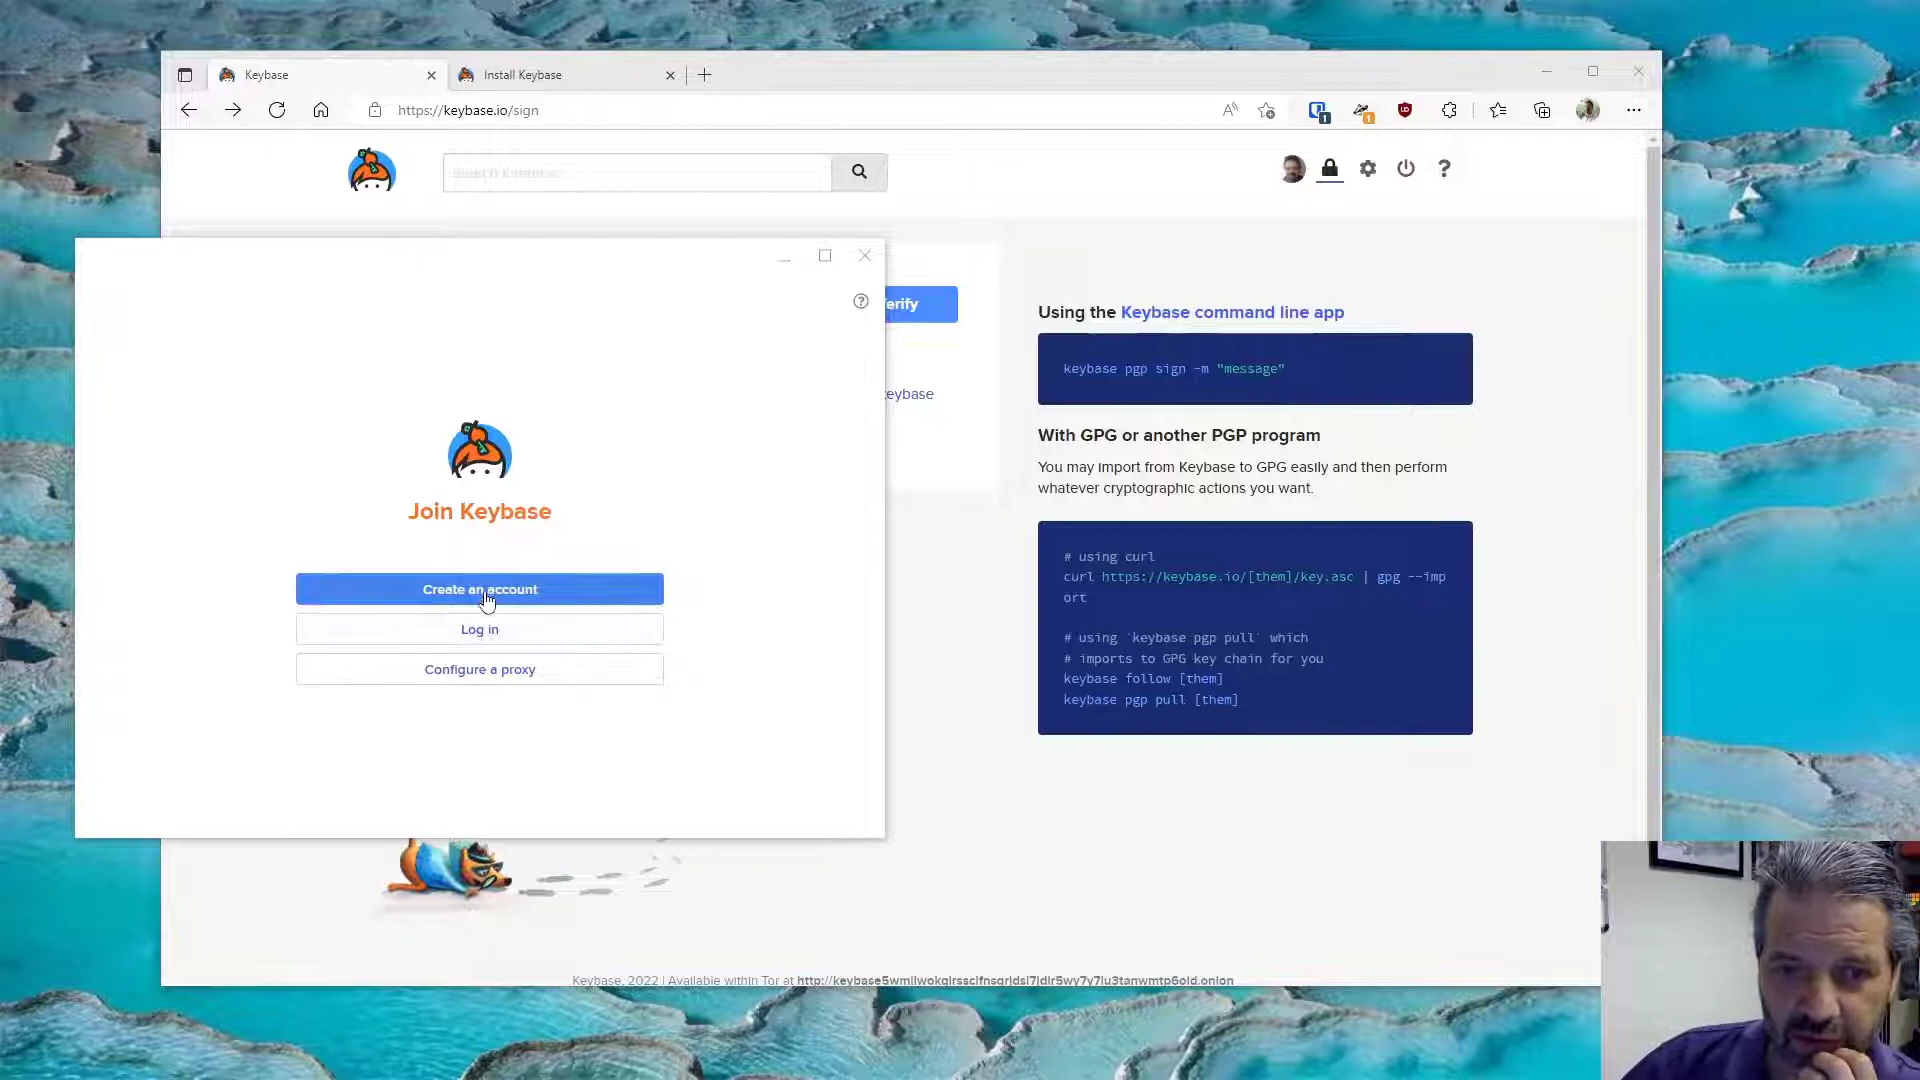 Keybase
Install Keybase
https://keybase.io/sign
1
1
erify
eybase
Using the Keybase command line app
keybase pgp sign -m "message"
With GPG or another PGP program
You may import from Keybase to GPG easily and then perform
whatever cryptographic actions you want.
# using curl
curl https://keybase.io/[them]/key.asc | gpg --imp
ort
# using `keybase pgp pull` which
# imports to GPG key chain for you
keybase follow [them]
keybase pgp pull [them]
Join Keybase
Create an account
Log in
Configure a proxy
Keybase, 2022 | Available within Tor at